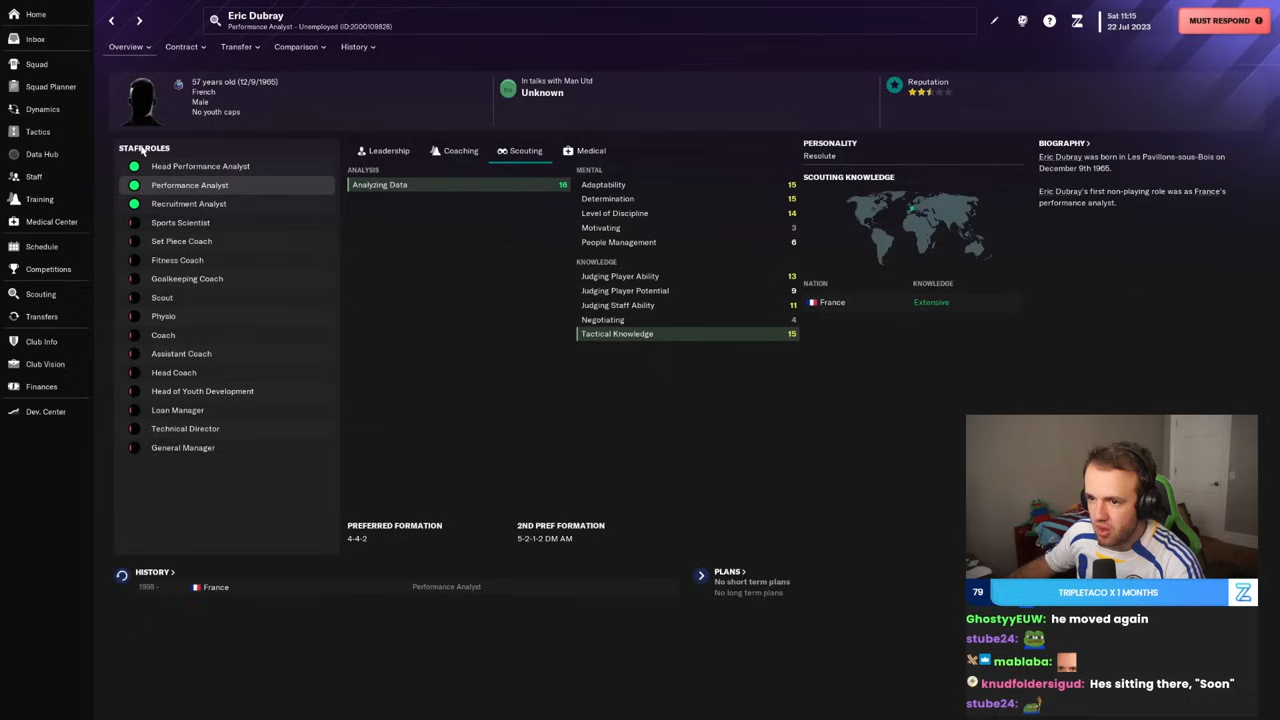 Home
Inbox
Squad
Squad Planner
Dynamics
Tactics
Data Hub
Staff
Training
Medical Center
Schedule
Competitions
Scouting
Transfers
Club Info
Club Vision
Finances
Dev. Center
Eric Dubray
Performance Analyst - Unemployed (ID:2000109828)
Sat 11:15
22 Jul 2023
MUST RESPOND
Overview
Contract
Transfer
Comparison
History
57 years old (12/9/1965)
French
Male
No youth caps
In talks with Man Utd
Unknown
Reputation
STAFF ROLES
Head Performance Analyst
Performance Analyst
Recruitment Analyst
Sports Scientist
Set Piece Coach
Fitness Coach
Goalkeeping Coach
Scout
Physio
Coach
Assistant Coach
Head Coach
Head of Youth Development
Loan Manager
Technical Director
General Manager
Leadership
Coaching
Scouting
Medical
ANALYSIS
Analyzing Data 16
MENTAL
Adaptability 15
Determination 15
Level of Discipline 14
Motivating 3
People Management 6
KNOWLEDGE
Judging Player Ability 13
Judging Player Potential 9
Judging Staff Ability 11
Negotiating 4
Tactical Knowledge 15
PERSONALITY
Resolute
SCOUTING KNOWLEDGE
NATION KNOWLEDGE
France Extensive
BIOGRAPHY >
Eric Dubray was born in Les Pavillons-sous-Bois on
December 9th 1965.
Eric Dubray's first non-playing role was as France's
performance analyst.
PREFERRED FORMATION
4-4-2
2ND PREF FORMATION
5-2-1-2 DM AM
HISTORY >
1998 - France Performance Analyst
PLANS >
No short term plans
No long term plans
79 TRIPLETACO X 1 MONTHS
GhostyyEUW: he moved again
stube24:
mablaba:
knudfoldersigud: Hes sitting there, "Soon"
stube24: